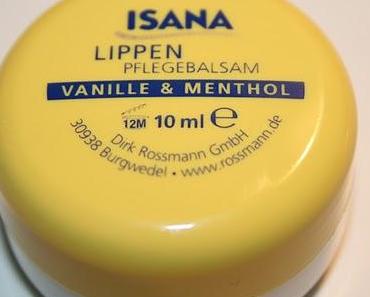 ISANA
LIPPEN
PFLEGEBALSAM
VANILLE & MENTHOL
12M 10 ml ℮
Dirk Rossmann GmbH
30938 Burgwedel • www.rossmann.de